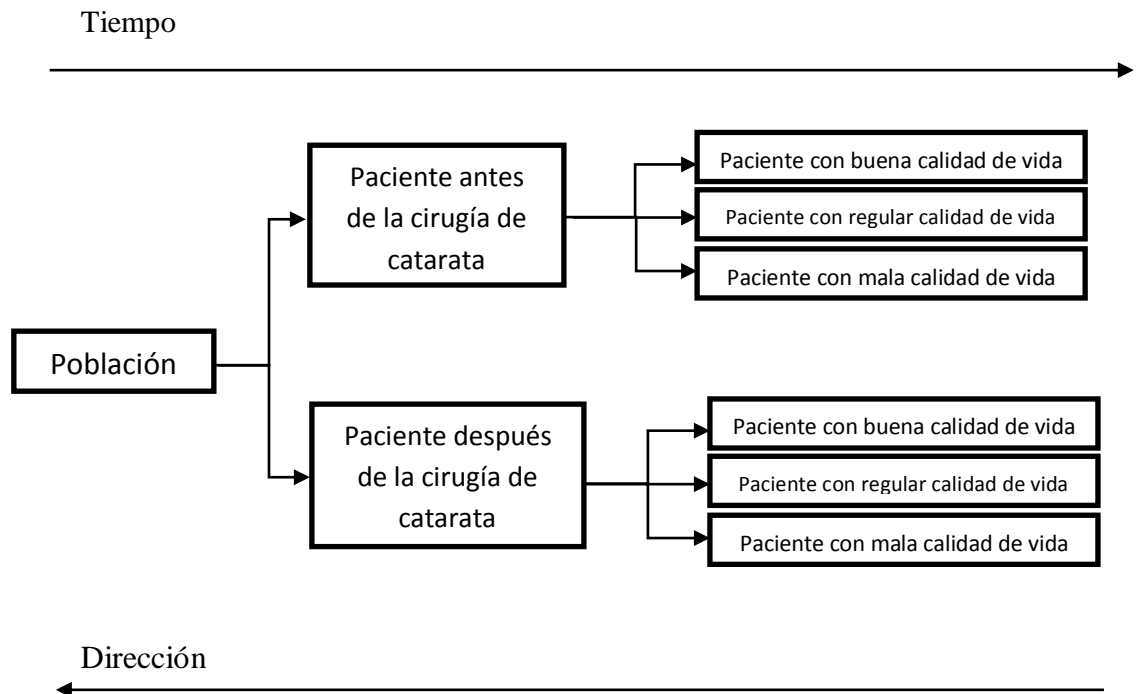 Tiempo
Paciente antes
de la cirugía de
catarata
Paciente con buena calidad de vida
Paciente con regular calidad de vida
Paciente con mala calidad de vida
Población
Paciente después
de la cirugía de
catarata
Paciente con buena calidad de vida
Paciente con regular calidad de vida
Paciente con mala calidad de vida
Dirección